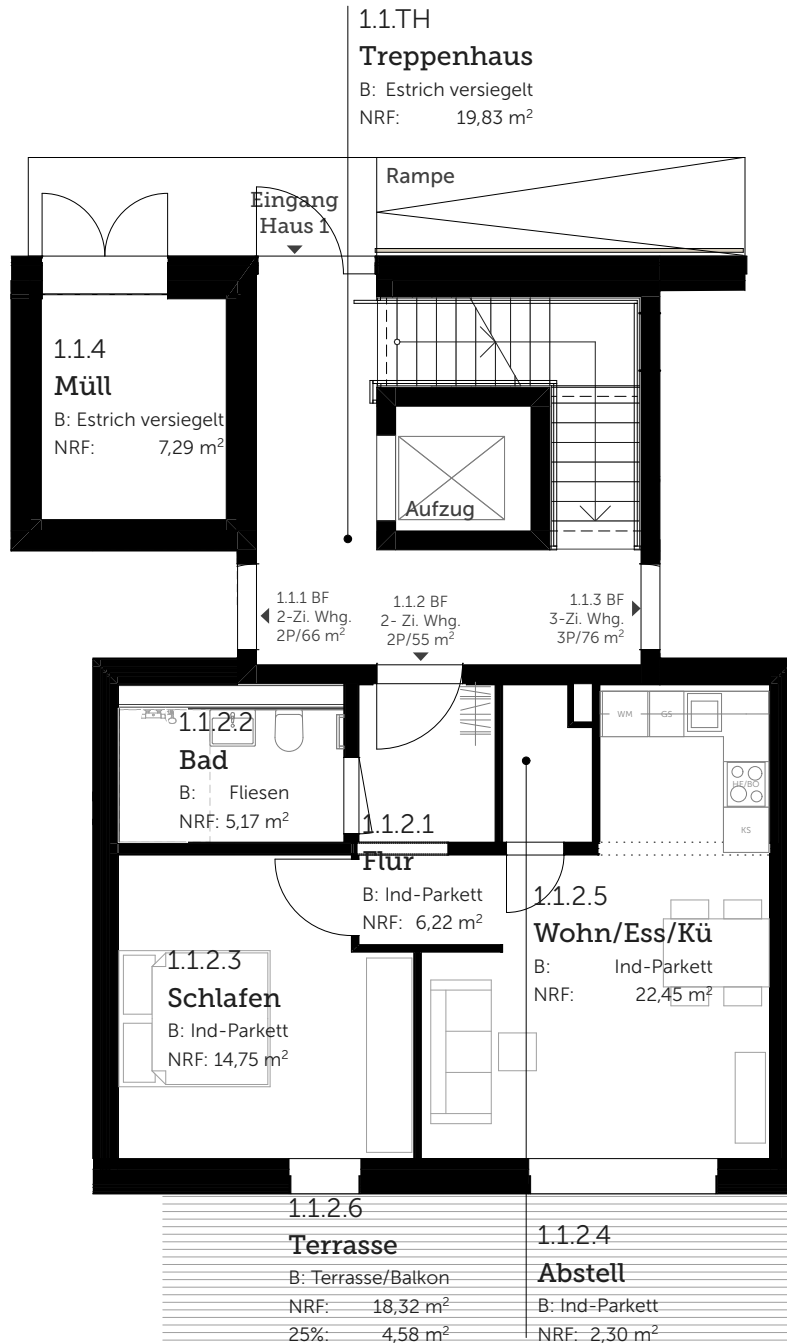 1.1.TH
Treppenhaus
B: Estrich versiegelt
NRF: 19,83 m²
Rampe
Eingang
Haus 1
1.1.4
Müll
B: Estrich versiegelt
NRF: 7,29 m²
Aufzug
1.1.1 BF
2-Zi. Whg.
2P/66 m²
1.1.2 BF
2- Zi. Whg.
2P/55 m²
1.1.3 BF
3-Zi. Whg.
3P/76 m²
1.1.2.2
Bad
B: Fliesen
NRF: 5,17 m²
WM
GS
HE/BO
KS
1.1.2.1
Flur
B: Ind-Parkett
NRF: 6,22 m²
1.1.2.5
Wohn/Ess/Kü
B: Ind-Parkett
NRF: 22,45 m²
1.1.2.3
Schlafen
B: Ind-Parkett
NRF: 14,75 m²
1.1.2.6
Terrasse
B: Terrasse/Balkon
NRF: 18,32 m²
25%: 4,58 m²
1.1.2.4
Abstell
B: Ind-Parkett
NRF: 2,30 m²